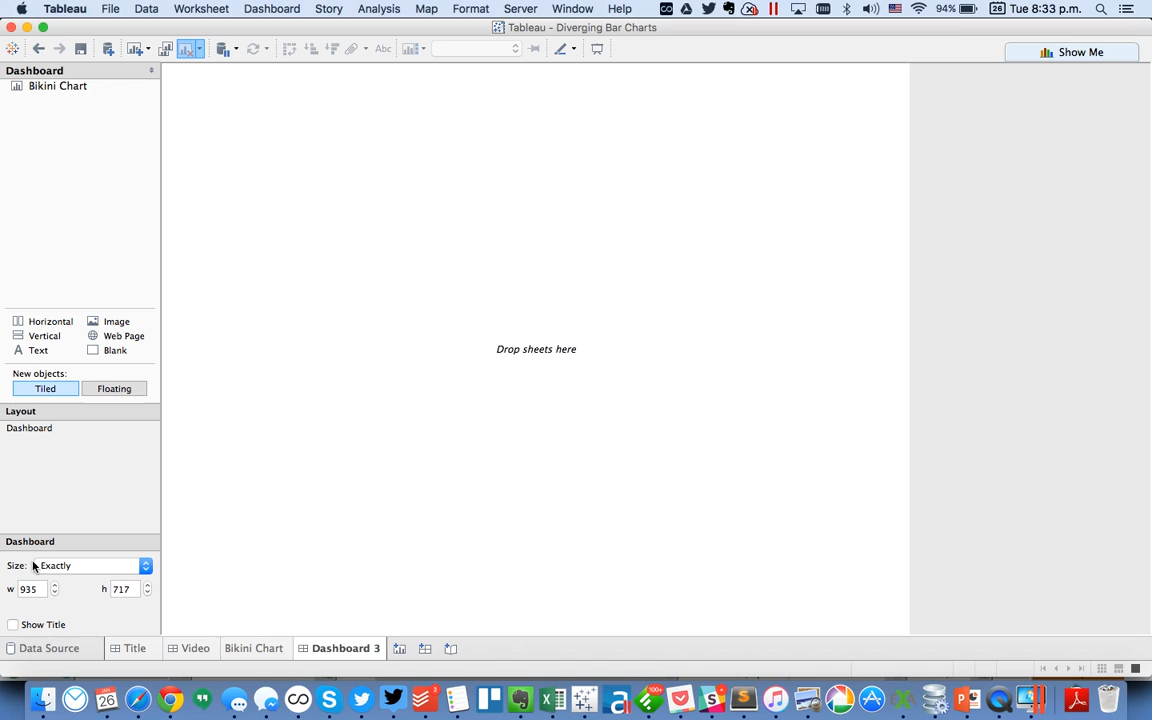 Tableau File Data Worksheet Dashboard Story Analysis Map Format Server Window Help 94% 26 Tue 8:33 p.m.
Tableau - Diverging Bar Charts
Abc
Show Me
Dashboard
Bikini Chart
Drop sheets here
Horizontal Image
Vertical Web Page
A Text Blank
New objects:
Tiled Floating
Layout
Dashboard
Dashboard
Size: Exactly
w 935 h 717
Show Title
Data Source Title Video Bikini Chart Dashboard 3